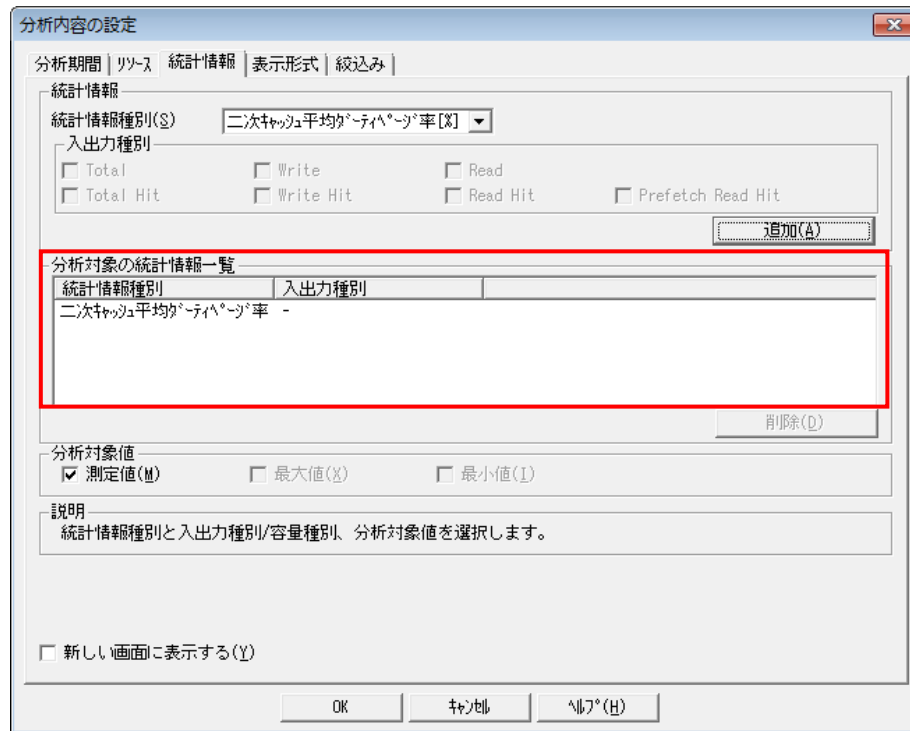 分析内容の設定
分析期間 ﾘｿｰｽ 統計情報 表示形式 絞込み
統計情報
統計情報種別(S) 二次ｷｬｯｼｭ平均ﾀﾞｰﾃｨﾍﾟｰｼﾞ率[%]
入出力種別
Total Write Read
Total Hit Write Hit Read Hit Prefetch Read Hit
追加(A)
分析対象の統計情報一覧
統計情報種別 入出力種別
二次ｷｬｯｼｭ平均ﾀﾞｰﾃｨﾍﾟｰｼﾞ率 -
削除(D)
分析対象値
測定値(M) 最大値(X) 最小値(I)
説明
統計情報種別と入出力種別/容量種別、分析対象値を選択します。
新しい画面に表示する(Y)
OK ｷｬﾝｾﾙ ﾍﾙﾌﾟ(H)